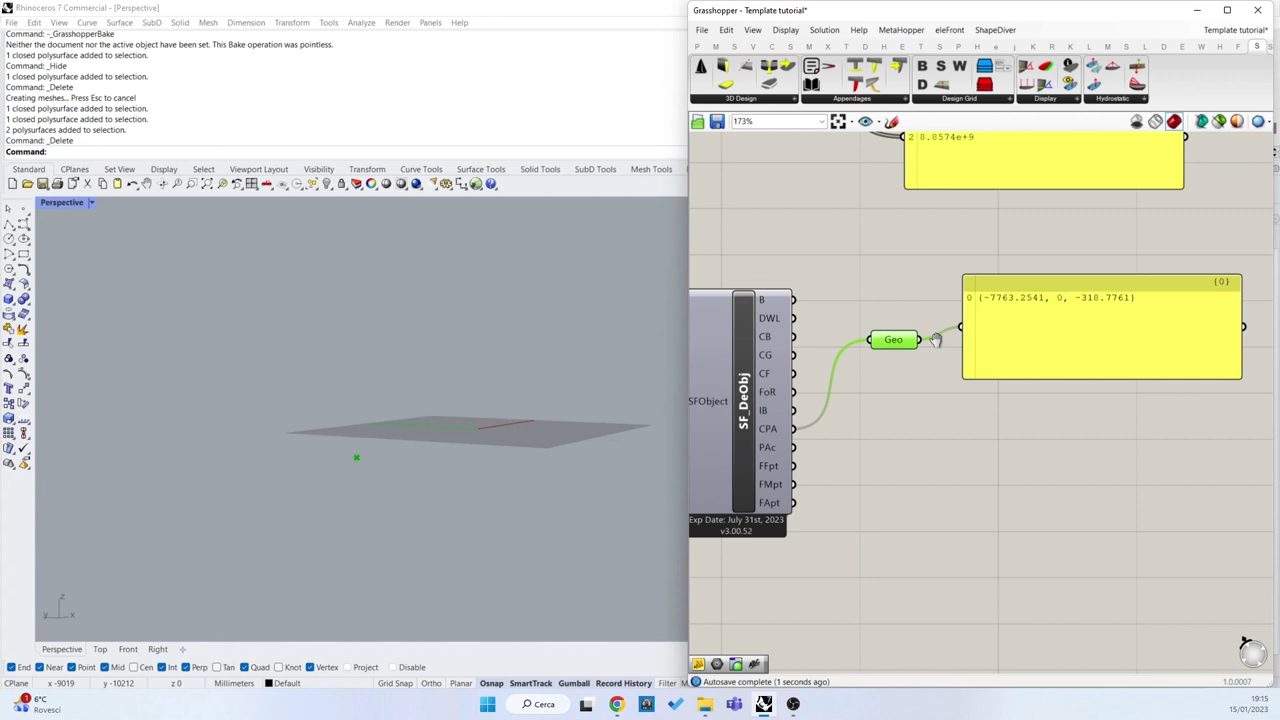 Rhinoceros 7 Commercial - [Perspective]
File Edit View Curve Surface SubD Solid Mesh Dimension Transform Tools Analyze Render Panels Help
Command: -_GrasshopperBake
Neither the document nor the active object have been set. This Bake operation was pointless.
1 closed polysurface added to selection.
Command: _Hide
1 closed polysurface added to selection.
Command: _Delete
Creating meshes... Press Esc to cancel
1 closed polysurface added to selection.
1 closed polysurface added to selection.
2 polysurfaces added to selection.
Command: _Delete
Command:
Standard CPlanes Set View Display Select Viewport Layout Visibility Transform Curve Tools Surface Tools Solid Tools SubD Tools Mesh Tools
Perspective
z
y x
Perspective Top Front Right
End Near Point Mid Cen Int Perp Tan Quad Knot Vertex Project Disable
CPlane x -9019 y -10212 z 0 Millimeters Default Grid Snap Ortho Planar Osnap SmartTrack Gumball Record History Filter
Grasshopper - Template tutorial*
File Edit View Display Solution Help MetaHopper eleFront ShapeDiver Template tutorial*
P M S V C S M I T D F W H E T F S P M H e j T K R K L M T L M S L D E W S
3D Design Appendages Design Grid Display Hydrostatic
173%
2 8.8574e+9
{0}
0 {-7763.2541, 0, -318.7761}
Geo
SFObject
SF_DeObj
B
DWL
CB
CG
CF
FoR
IB
CPA
PAc
FFpt
FMpt
FApt
Exp Date: July 31st, 2023
v3.00.52
Autosave complete (1 seconds ago)
1.0.0007
1
6°C
Rovesci
Cerca
19:15
15/01/2023